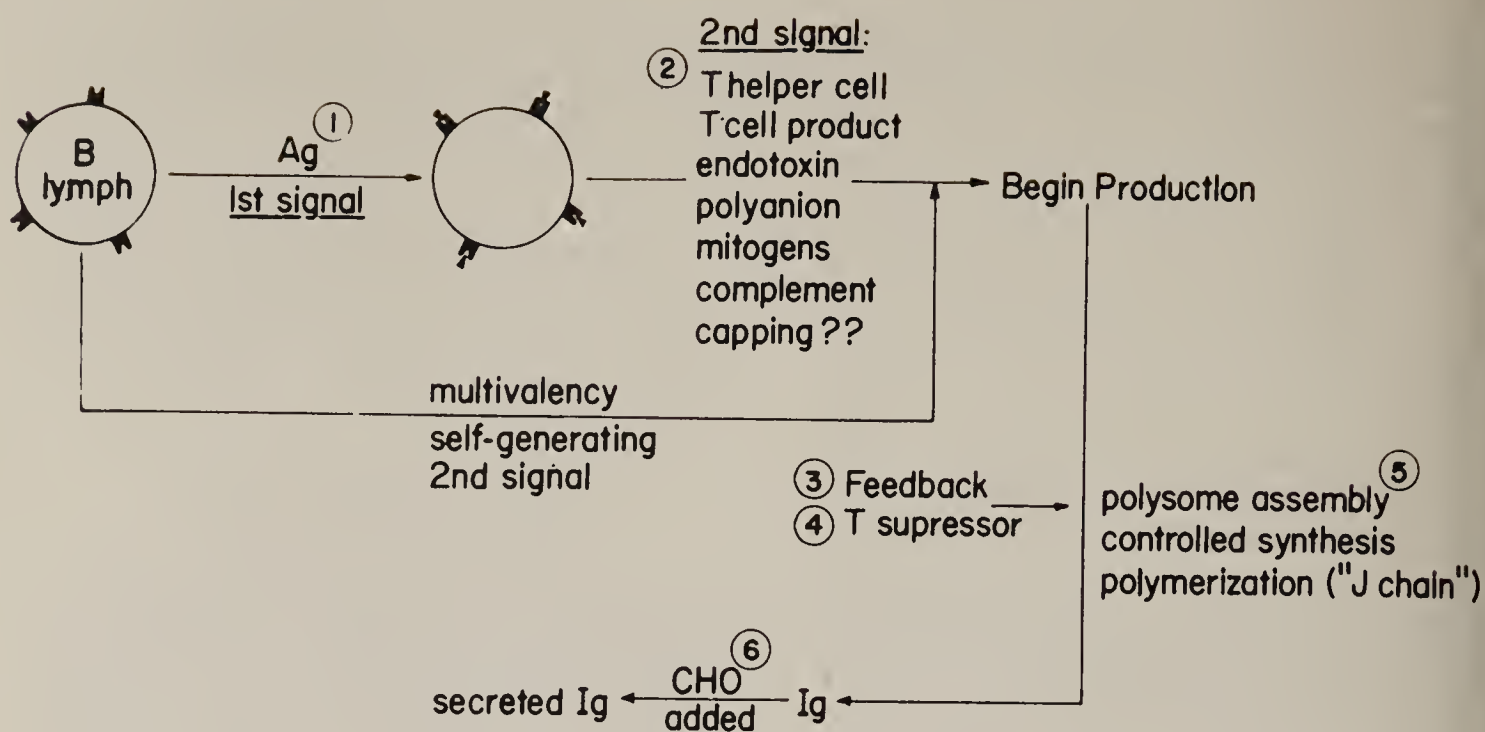 B
lymph
Ag ①
1st signal
2nd signal:
② T helper cell
T cell product
endotoxin
polyanion
mitogens
complement
capping ??
Begin Production
multivalency
self-generating
2nd signal
③ Feedback
④ T supressor
polysome assembly ⑤
controlled synthesis
polymerization ("J chain")
secreted Ig
CHO ⑥
added
Ig